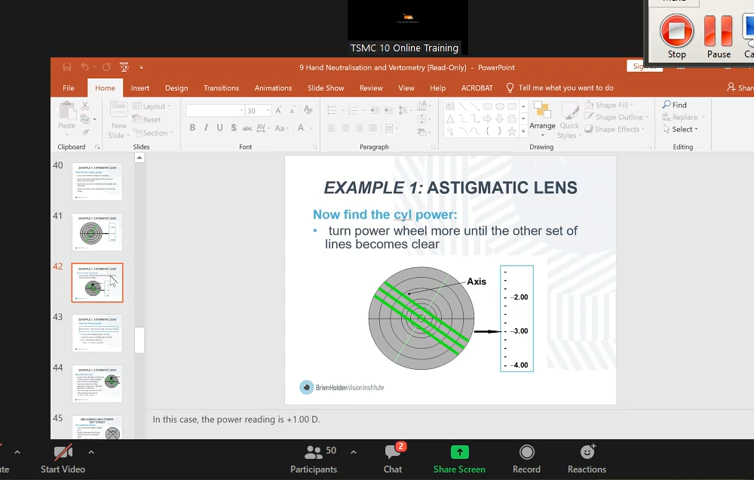 TSMC 10 Online Training
Stop
Pause
9 Hand Neutralisation and Vertometry [Read-Only] - PowerPoint
File Home Insert Design Transitions Animations Slide Show Review View Help ACROBAT Tell me what you want to do
Paste
New
Slide
Layout
Reset
Section
30
B I U S abc AV Aa A
Arrange
Quick
Styles
Shape Fill
Shape Outline
Shape Effects
Find
Replace
Select
Clipboard Slides Font Paragraph Drawing Editing
40
41
42
43
44
45
EXAMPLE 1: ASTIGMATIC LENS
Now find the cyl power:
• turn power wheel more until the other set of
lines becomes clear
Axis
-2.00
-3.00
-4.00
BrienHoldenVisionInstitute
In this case, the power reading is +1.00 D.
Start Video
Participants
50
Chat
2
Share Screen
Record
Reactions